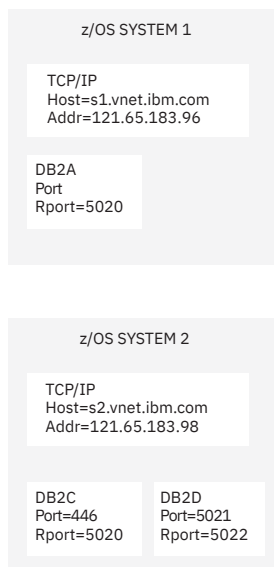 z/OS SYSTEM 1
TCP/IP
Host=s1.vnet.ibm.com
Addr=121.65.183.96
DB2A
Port
Rport=5020
z/OS SYSTEM 2
TCP/IP
Host=s2.vnet.ibm.com
Addr=121.65.183.98
DB2C
Port=446
Rport=5020
DB2D
Port=5021
Rport=5022